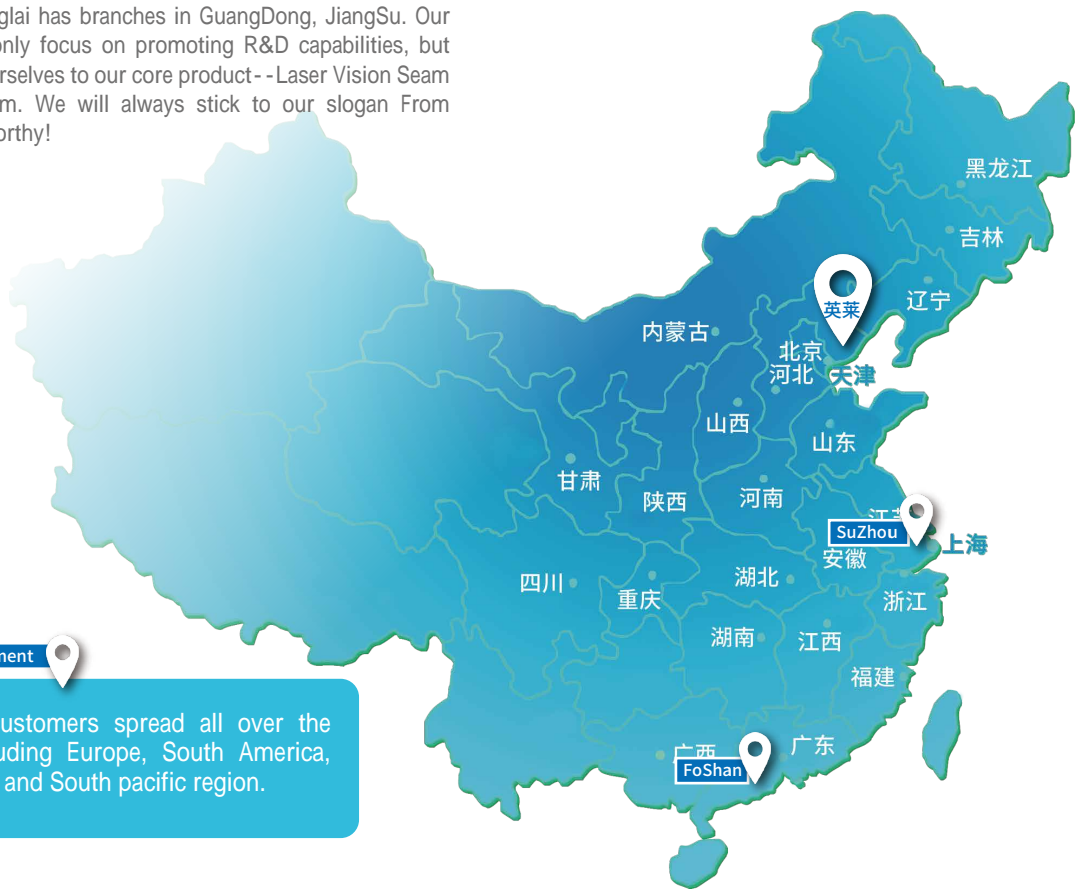 glai has branches in GuangDong, JiangSu. Our
only focus on promoting R&D capabilities, but
rselves to our core product--Laser Vision Seam
m. We will always stick to our slogan From
orthy!
黑龙江
吉林
辽宁
英莱
内蒙古
北京
河北
天津
山西
山东
甘肃
陕西
河南
SuZhou
上海
安徽
四川
重庆
湖北
浙江
湖南
江西
福建
ment
ustomers spread all over the
uding Europe, South America,
and South pacific region.
广西
广东
FoShan